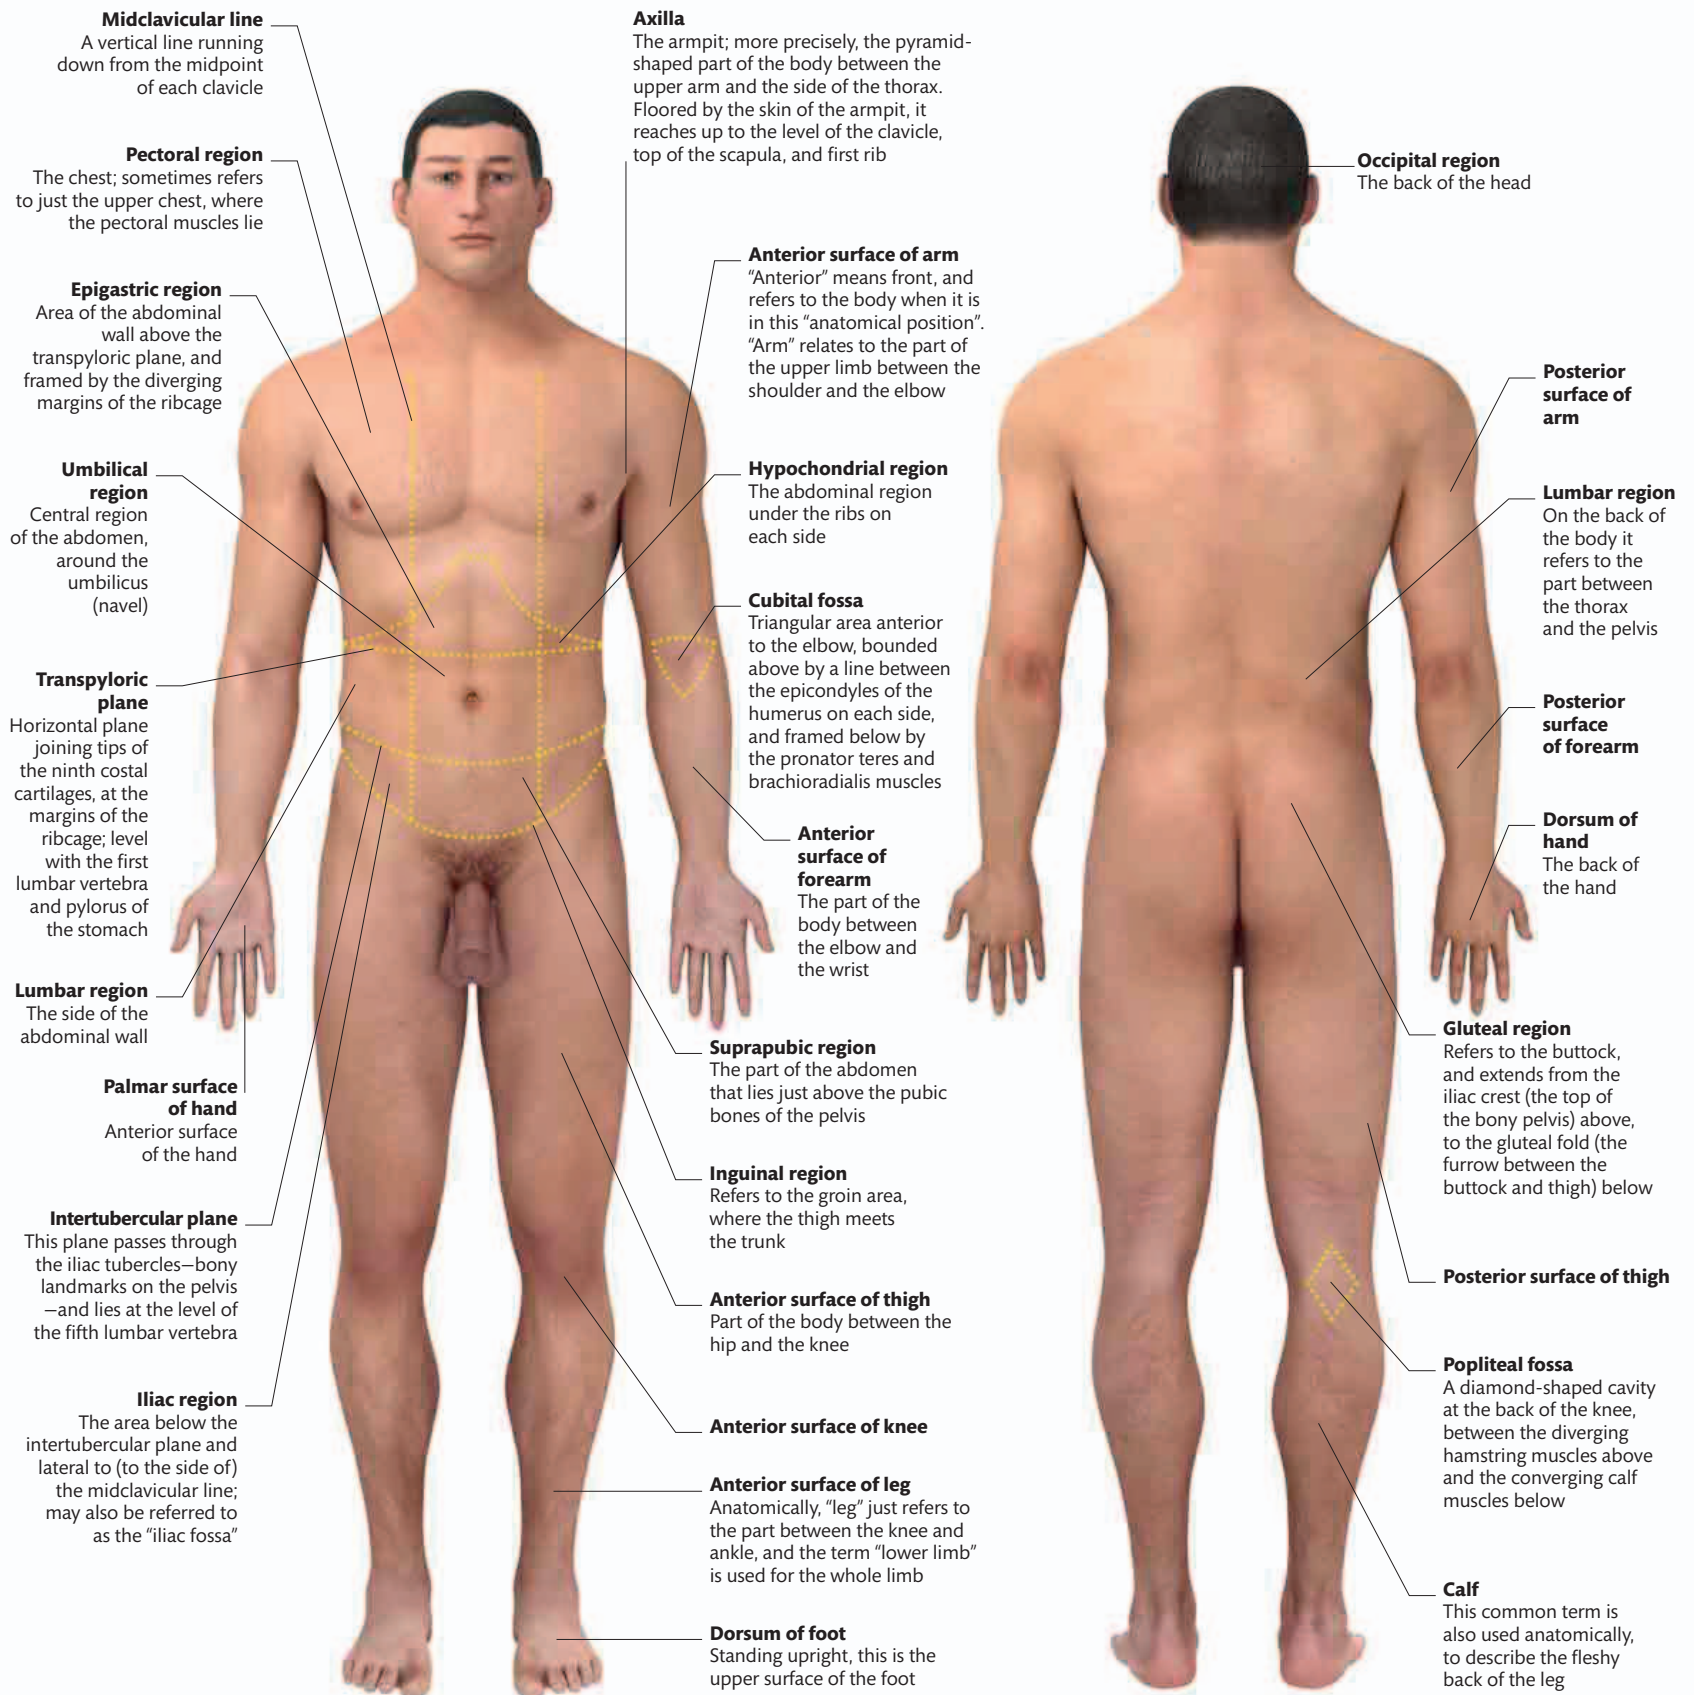 Midclavicular line
A vertical line running
down from the midpoint
of each clavicle
Pectoral region
The chest; sometimes refers
to just the upper chest, where
the pectoral muscles lie
Epigastric region
Area of the abdominal
wall above the
transpyloric plane, and
framed by the diverging
margins of the ribcage
Umbilical
region
Central region
of the abdomen,
around the
umbilicus
(navel)
Transpyloric
plane
Horizontal plane
joining tips of
the ninth costal
cartilages, at the
margins of the
ribcage; level
with the first
lumbar vertebra
and pylorus of
the stomach
Lumbar region
The side of the
abdominal wall
Palmar surface
of hand
Anterior surface
of the hand
Intertubercular plane
This plane passes through
the iliac tubercles—bony
landmarks on the pelvis
—and lies at the level of
the fifth lumbar vertebra
Iliac region
The area below the
intertubercular plane and
lateral to (to the side of)
the midclavicular line;
may also be referred to
as the “iliac fossa”
Axilla
The armpit; more precisely, the pyramid-
shaped part of the body between the
upper arm and the side of the thorax.
Floored by the skin of the armpit, it
reaches up to the level of the clavicle,
top of the scapula, and first rib
Anterior surface of arm
“Anterior” means front, and
refers to the body when it is
in this “anatomical position”.
“Arm” relates to the part of
the upper limb between the
shoulder and the elbow
Hypochondrial region
The abdominal region
under the ribs on
each side
Cubital fossa
Triangular area anterior
to the elbow, bounded
above by a line between
the epicondyles of the
humerus on each side,
and framed below by
the pronator teres and
brachioradialis muscles
Anterior
surface of
forearm
The part of the
body between
the elbow and
the wrist
Suprapubic region
The part of the abdomen
that lies just above the pubic
bones of the pelvis
Inguinal region
Refers to the groin area,
where the thigh meets
the trunk
Anterior surface of thigh
Part of the body between the
hip and the knee
Anterior surface of knee
Anterior surface of leg
Anatomically, “leg” just refers to
the part between the knee and
ankle, and the term “lower limb”
is used for the whole limb
Dorsum of foot
Standing upright, this is the
upper surface of the foot
Occipital region
The back of the head
Posterior
surface of
arm
Lumbar region
On the back of
the body it
refers to the
part between
the thorax
and the pelvis
Posterior
surface
of forearm
Dorsum of
hand
The back of
the hand
Gluteal region
Refers to the buttock,
and extends from the
iliac crest (the top of
the bony pelvis) above,
to the gluteal fold (the
furrow between the
buttock and thigh) below
Posterior surface of thigh
Popliteal fossa
A diamond-shaped cavity
at the back of the knee,
between the diverging
hamstring muscles above
and the converging calf
muscles below
Calf
This common term is
also used anatomically,
to describe the fleshy
back of the leg